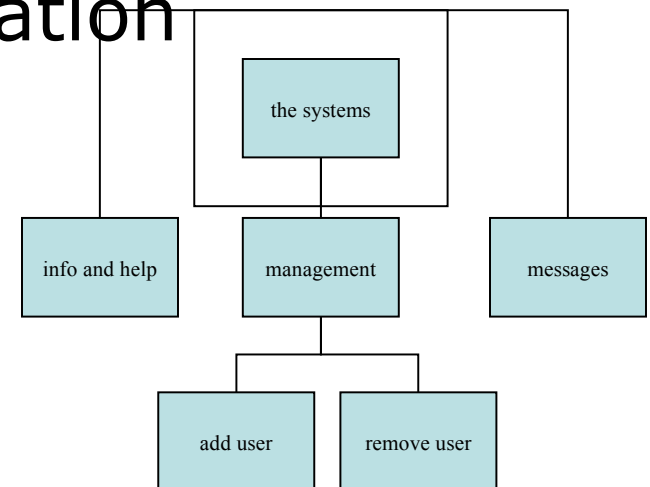 ation
the systems
info and help
management
messages
add user
remove user